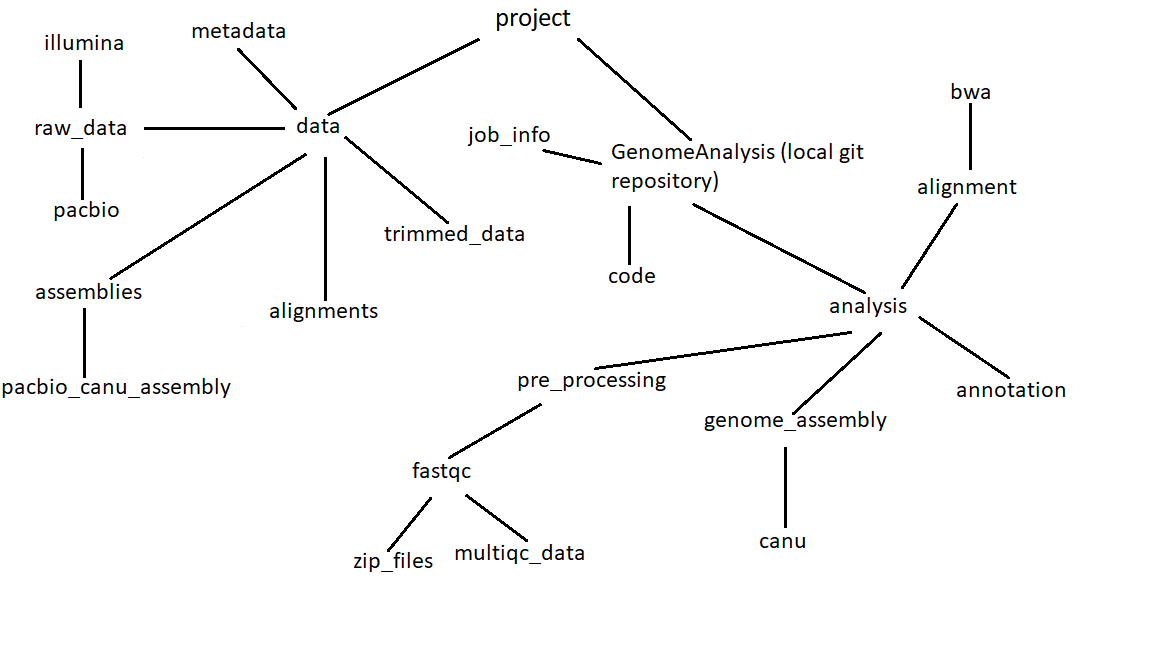 project
metadata
illumina
bwa
raw_data
data
job_info
GenomeAnalysis (local git
repository)
alignment
pacbio
trimmed_data
code
assemblies
alignments
analysis
pre_processing
pacbio_canu_assembly
annotation
genome_assembly
fastqc
canu
zip_files
multiqc_data